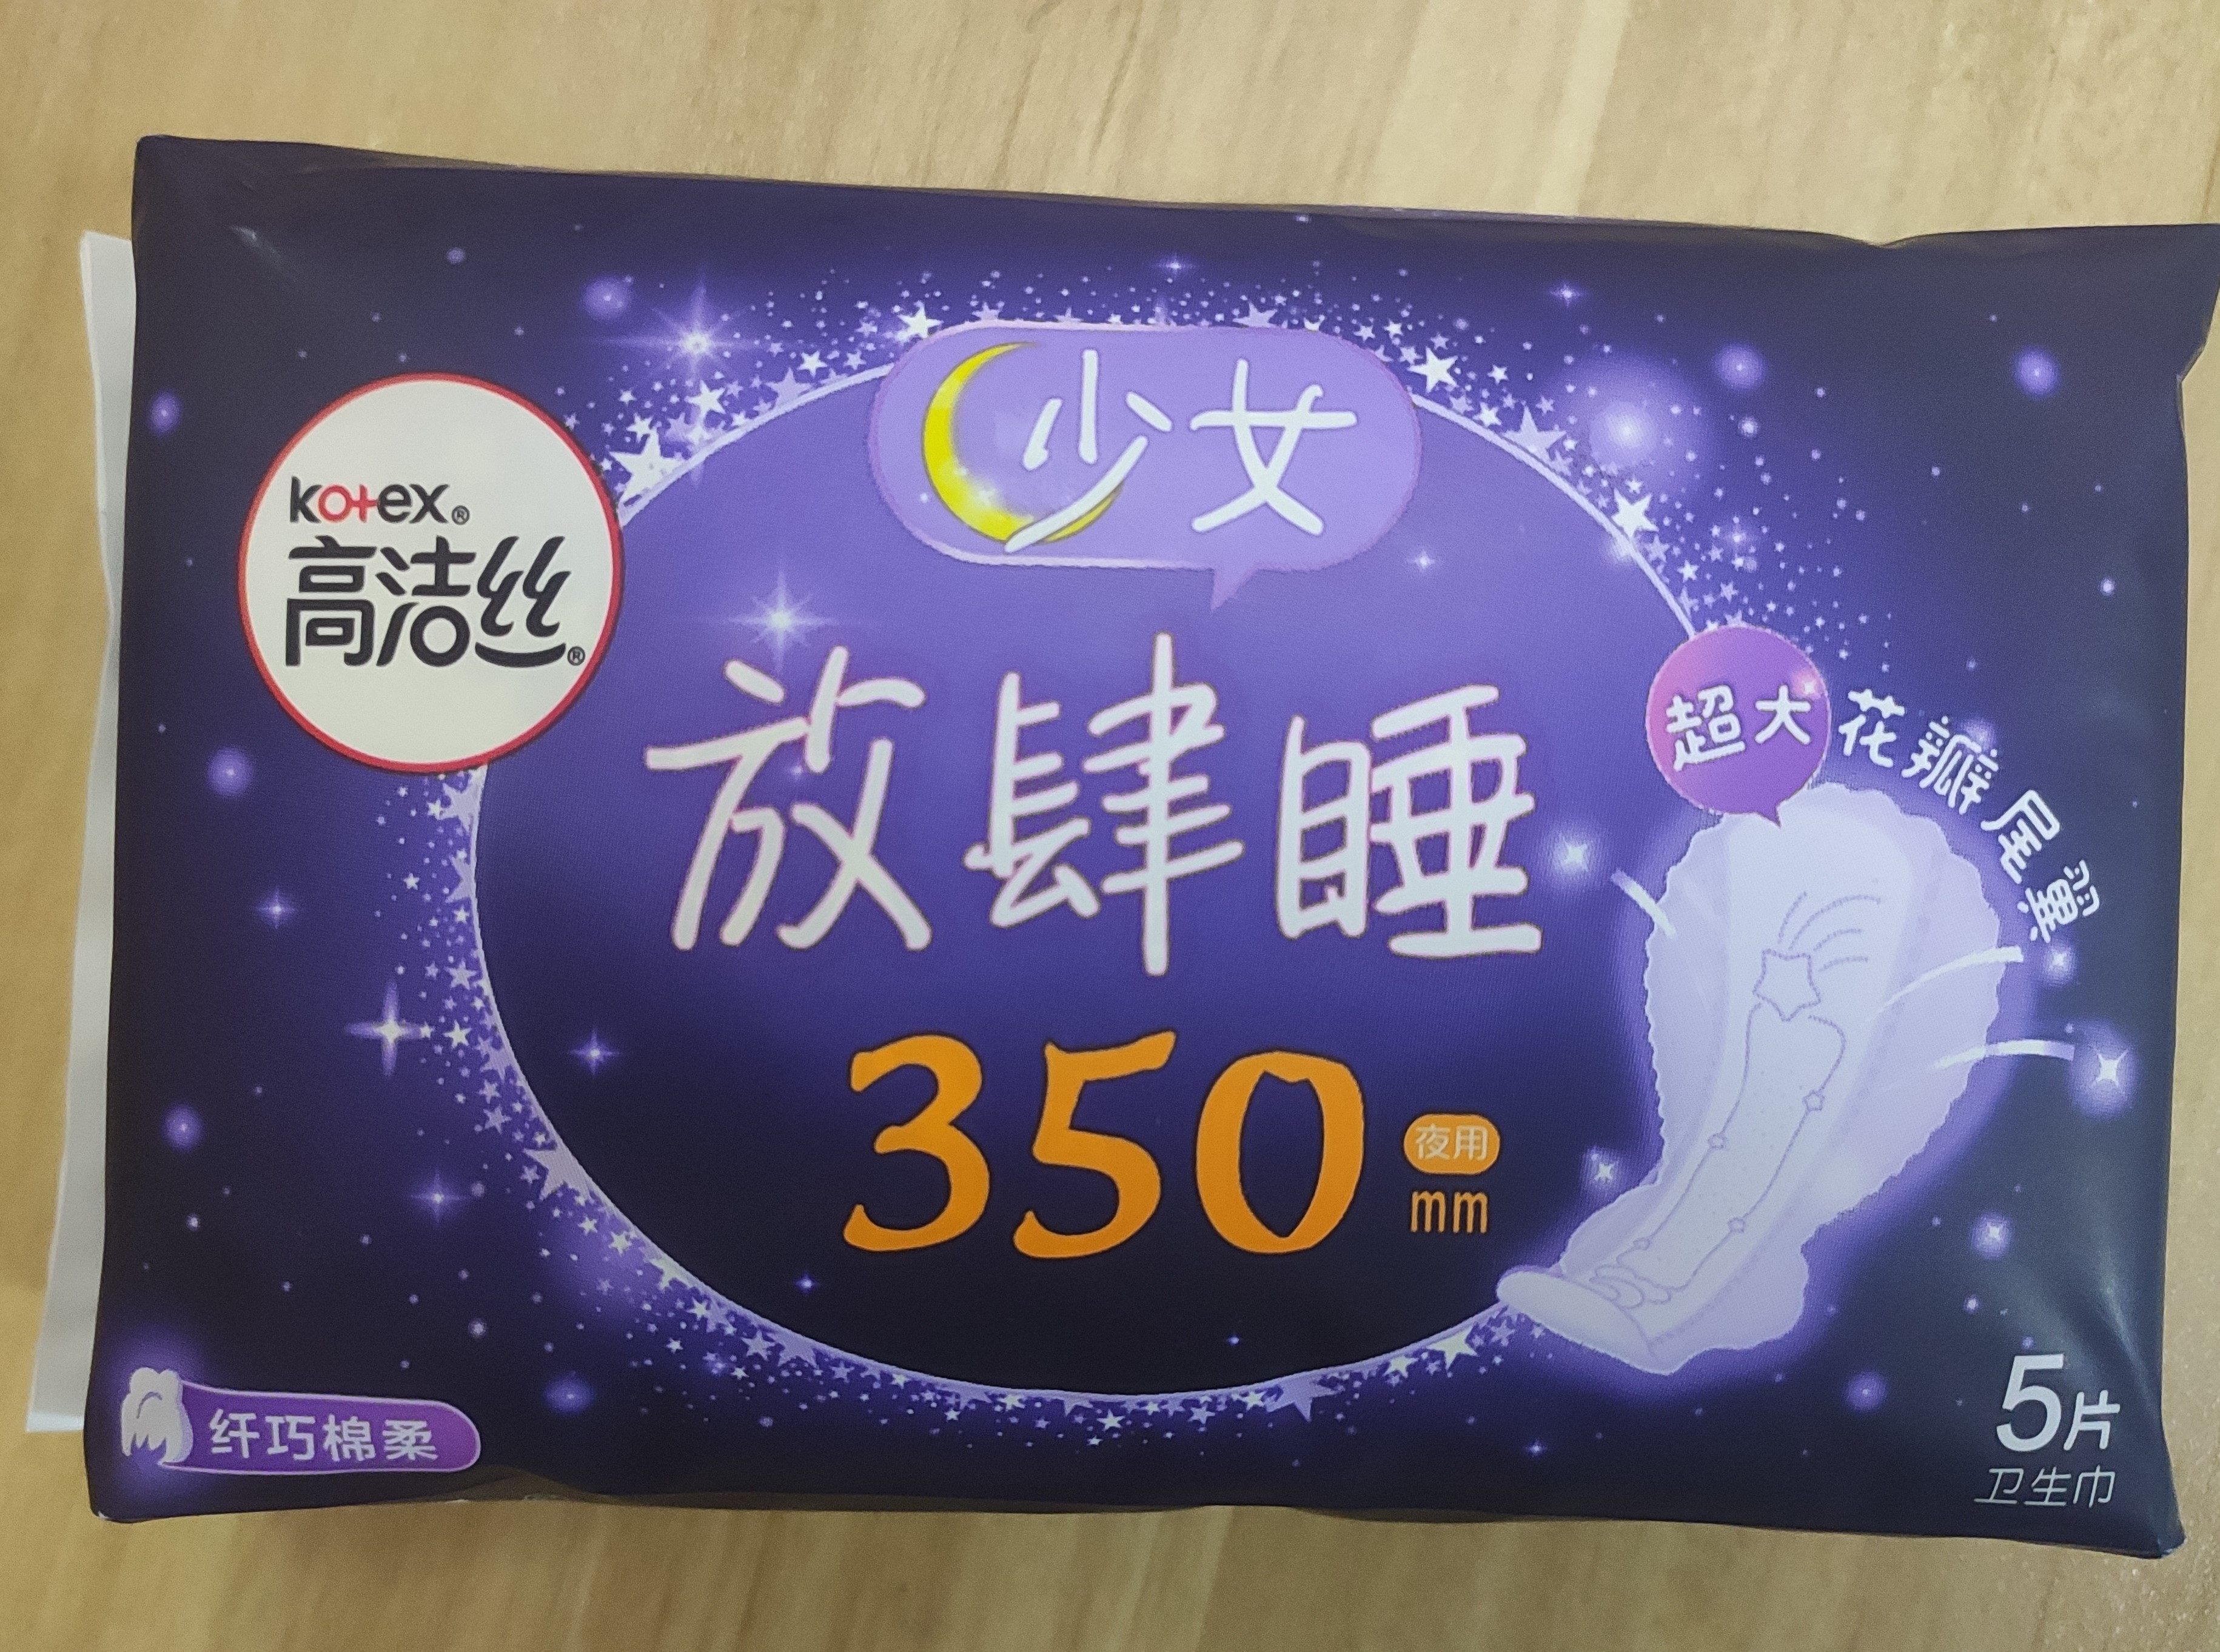 少女
kotex®
高洁丝®
放肆睡
超大花瓣尾翼
350
夜用
mm
纤巧棉柔
5片
卫生巾